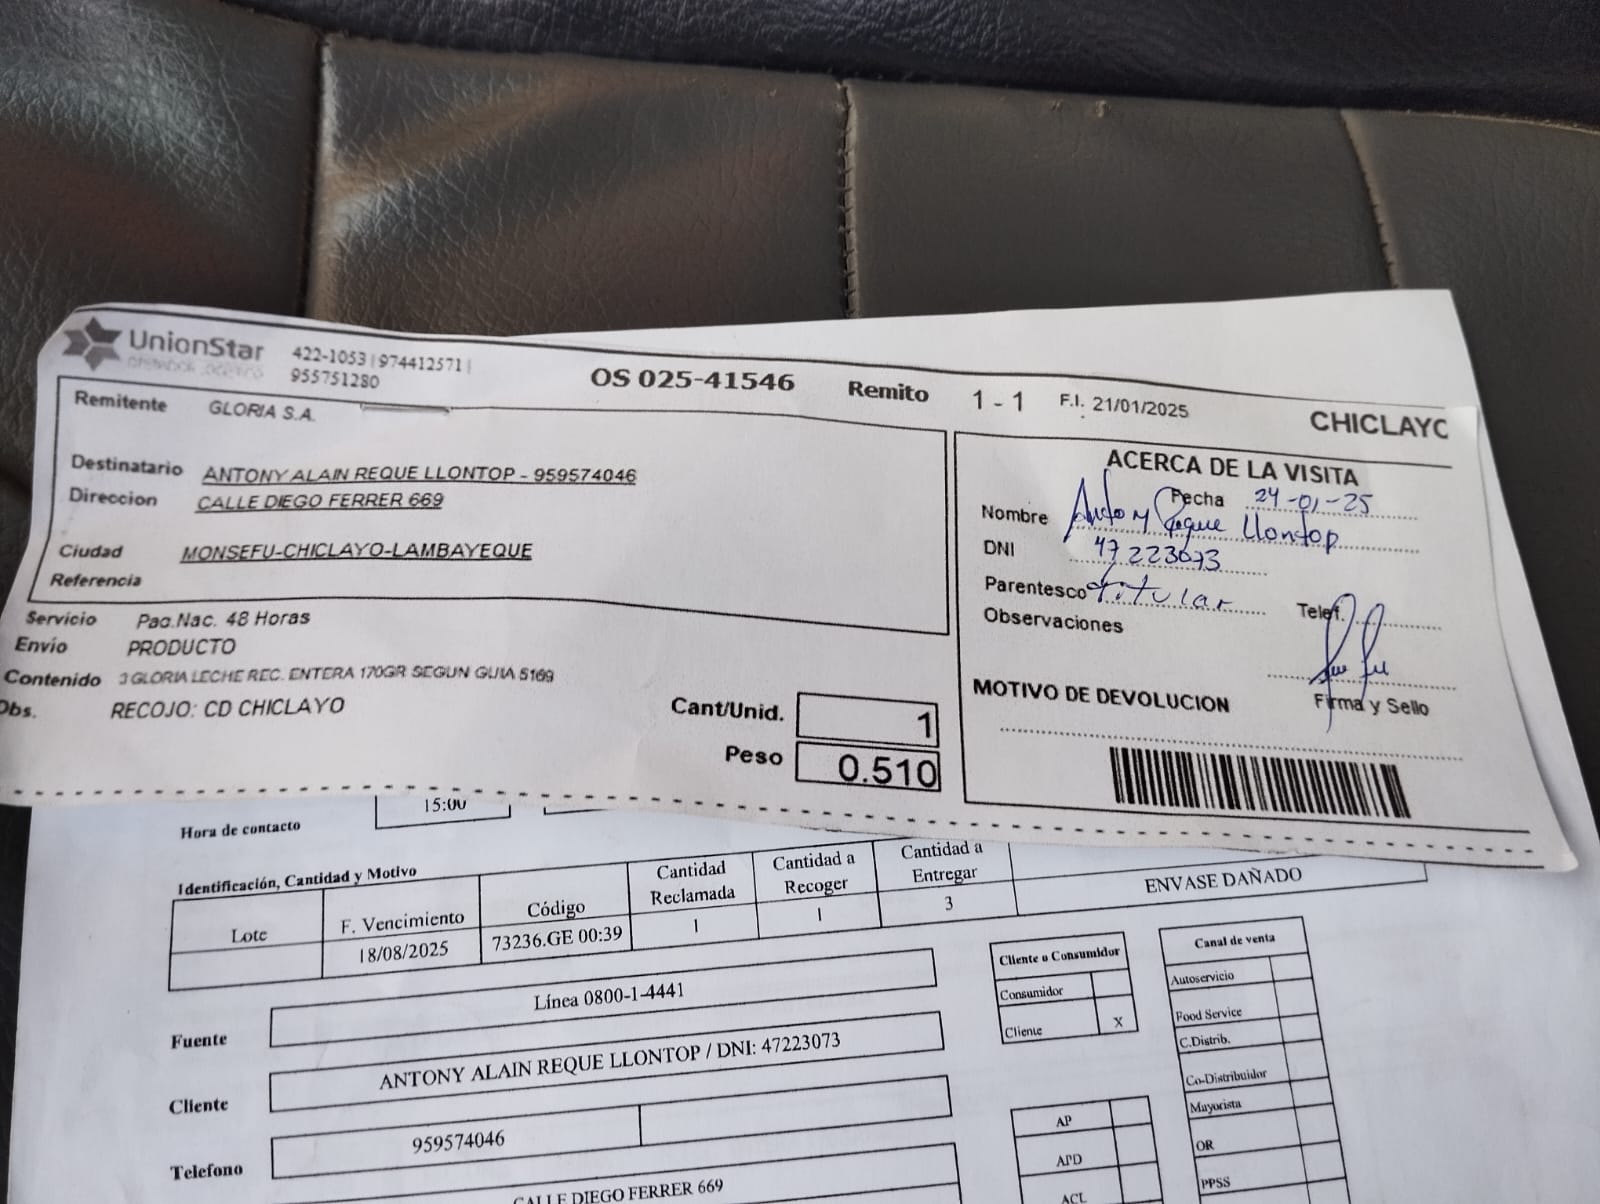 UnionStar
422-1053 | 974412571 |
955751280
OS 025-41546
Remito
1 - 1
F.I. 21/01/2025
CHICLAYO
Remitente GLORIA S.A.
Destinatario ANTONY ALAIN REQUE LLONTOP - 959574046
Direccion CALLE DIEGO FERRER 669
Ciudad MONSEFU-CHICLAYO-LAMBAYEQUE
Referencia
Servicio Paq.Nac. 48 Horas
Envio PRODUCTO
Contenido 3 GLORIA LECHE REC. ENTERA 170GR SEGUN GUIA 5169
Obs. RECOJO: CD CHICLAYO
Cant/Unid. 1
Peso 0.510
ACERCA DE LA VISITA
Fecha 24-01-25
Nombre Antony Reque Llontop
DNI 47223073
Parentesco titular
Telef.
Observaciones
Firma y Sello
MOTIVO DE DEVOLUCION
Hora de contacto 15:00
Identificación, Cantidad y Motivo
Lote
F. Vencimiento
Código
Cantidad Reclamada
Cantidad a Recoger
Cantidad a Entregar
18/08/2025
73236.GE 00:39
1
1
3
ENVASE DAÑADO
Fuente Línea 0800-1-4441
Cliente ANTONY ALAIN REQUE LLONTOP / DNI: 47223073
Telefono 959574046
CALLE DIEGO FERRER 669
Cliente o Consumidor
Consumidor
Cliente X
Canal de venta
Autoservicio
Food Service
C.Distrib.
Co-Distribuidor
Mayorista
OR
PPSS
AP
APD
ACL